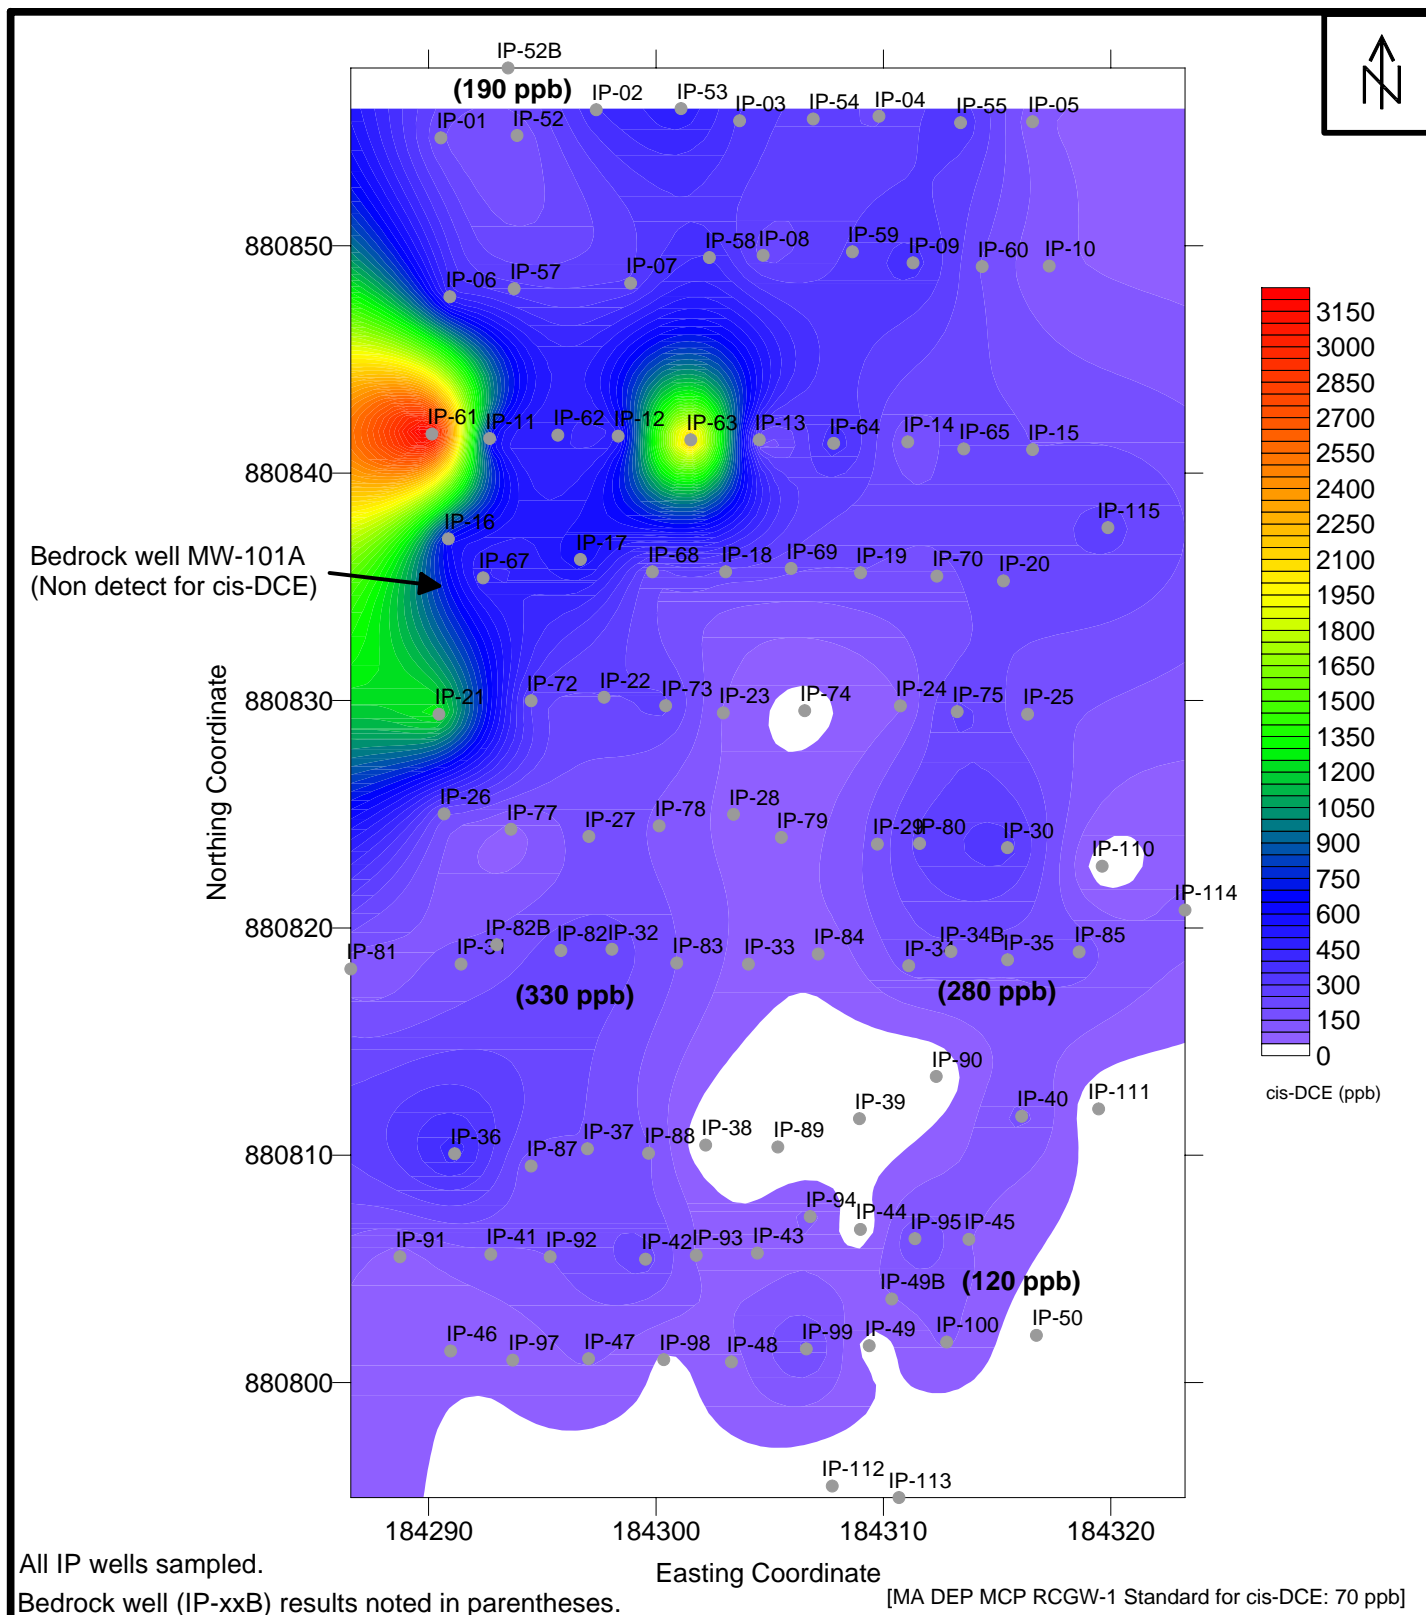 N
IP-52B
(190 ppb)
IP-02
IP-53
IP-03
IP-54
IP-04
IP-55
IP-05
IP-01
IP-52
880850
IP-58
IP-08
IP-59
IP-09
IP-60
IP-10
IP-06
IP-57
IP-07
3150
3000
2850
2700
2550
2400
2250
2100
1950
1800
1650
1500
1350
1200
1050
900
750
600
450
300
150
0
cis-DCE (ppb)
IP-61
IP-11
IP-62
IP-12
IP-63
IP-13
IP-64
IP-14
IP-65
IP-15
880840
IP-16
IP-115
Bedrock well MW-101A
(Non detect for cis-DCE)
IP-67
IP-17
IP-68
IP-18
IP-69
IP-19
IP-70
IP-20
Northing Coordinate
880830
IP-21
IP-72
IP-22
IP-73
IP-23
IP-74
IP-24
IP-75
IP-25
IP-26
IP-77
IP-27
IP-78
IP-28
IP-79
IP-29
IP-80
IP-30
IP-110
IP-114
880820
IP-81
IP-31
IP-82B
IP-82
IP-32
IP-83
IP-33
IP-84
IP-34
IP-34B
IP-35
IP-85
(330 ppb)
(280 ppb)
IP-90
IP-39
IP-40
IP-111
880810
IP-36
IP-87
IP-37
IP-88
IP-38
IP-89
IP-94
IP-44
IP-95
IP-45
IP-91
IP-41
IP-92
IP-42
IP-93
IP-43
IP-49B
(120 ppb)
880800
IP-46
IP-97
IP-47
IP-98
IP-48
IP-99
IP-49
IP-100
IP-50
IP-112
IP-113
184290
184300
184310
184320
Easting Coordinate
All IP wells sampled.
Bedrock well (IP-xxB) results noted in parentheses.
[MA DEP MCP RCGW-1 Standard for cis-DCE: 70 ppb]